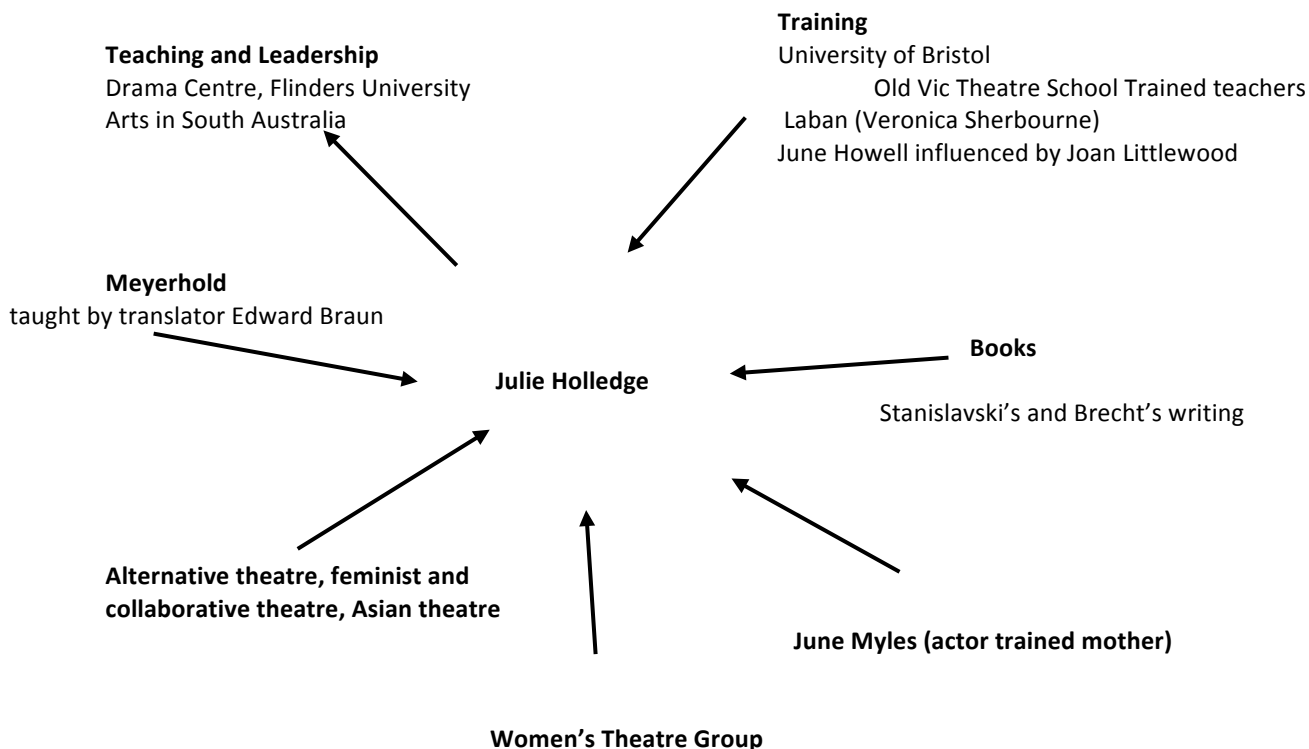 Training
Teaching and Leadership
University of Bristol
Drama Centre, Flinders University
Old Vic Theatre School Trained teachers
Arts in South Australia
Laban (Veronica Sherbourne)
June Howell influenced by Joan Littlewood
Meyerhold
taught by translator Edward Braun
Books
Julie Holledge
Stanislavski’s and Brecht’s writing
Alternative theatre, feminist and
collaborative theatre, Asian theatre
June Myles (actor trained mother)
Women’s Theatre Group